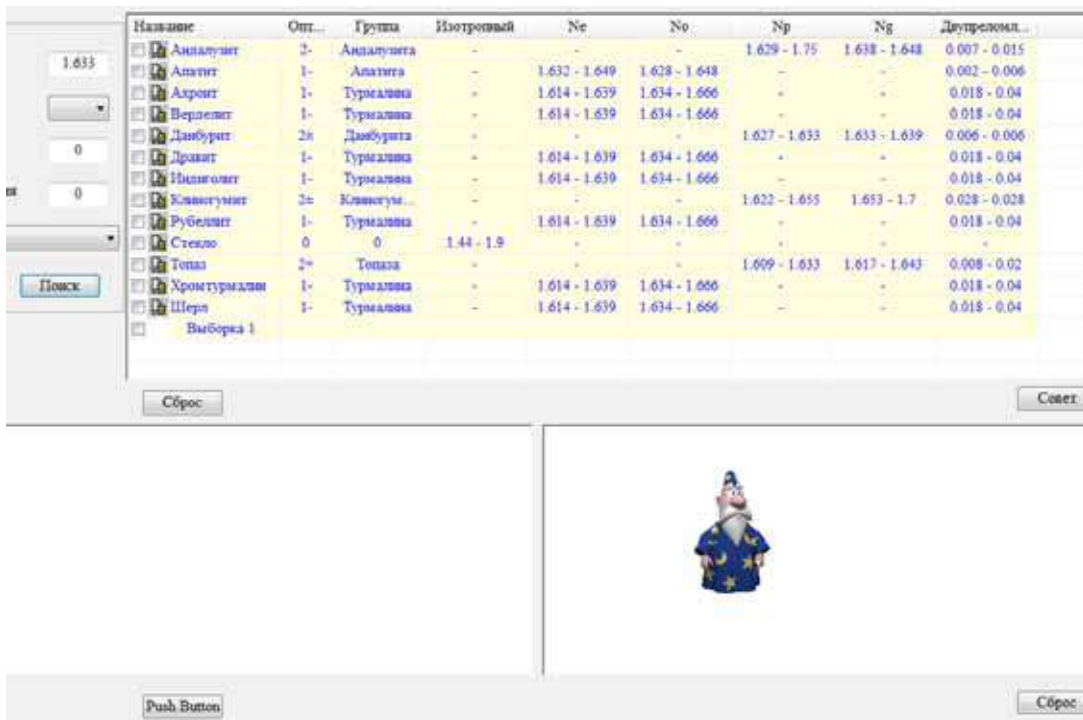 Название Опт... Группа Изотропный Ne No Np Ng Двупреломл...
Андалузит 2- Андалузита - - - 1.629 - 1.75 1.638 - 1.648 0.007 - 0.015
1.633
Апатит 1- Апатита - 1.632 - 1.649 1.628 - 1.648 - - 0.002 - 0.006
Ахроит 1- Турмалина - 1.614 - 1.639 1.634 - 1.666 - - 0.018 - 0.04
Верделит 1- Турмалина - 1.614 - 1.639 1.634 - 1.666 - - 0.018 - 0.04
Данбурит 2± Данбурита - - - 1.627 - 1.633 1.633 - 1.639 0.006 - 0.006
0
Дравит 1- Турмалина - 1.614 - 1.639 1.634 - 1.666 - - 0.018 - 0.04
Индиголит 1- Турмалина - 1.614 - 1.639 1.634 - 1.666 - - 0.018 - 0.04
ия 0
Клиногумит 2± Клиногум... - - - 1.622 - 1.655 1.653 - 1.7 0.028 - 0.028
Рубеллит 1- Турмалина - 1.614 - 1.639 1.634 - 1.666 - - 0.018 - 0.04
Стекло 0 0 1.44 - 1.9 - - - - -
Топаз 2+ Топаза - - - 1.609 - 1.633 1.617 - 1.643 0.008 - 0.02
Поиск
Хромтурмалин 1- Турмалина - 1.614 - 1.639 1.634 - 1.666 - - 0.018 - 0.04
Шерл 1- Турмалина - 1.614 - 1.639 1.634 - 1.666 - - 0.018 - 0.04
Выборка 1
Сброс Совет
Push Button Сброс